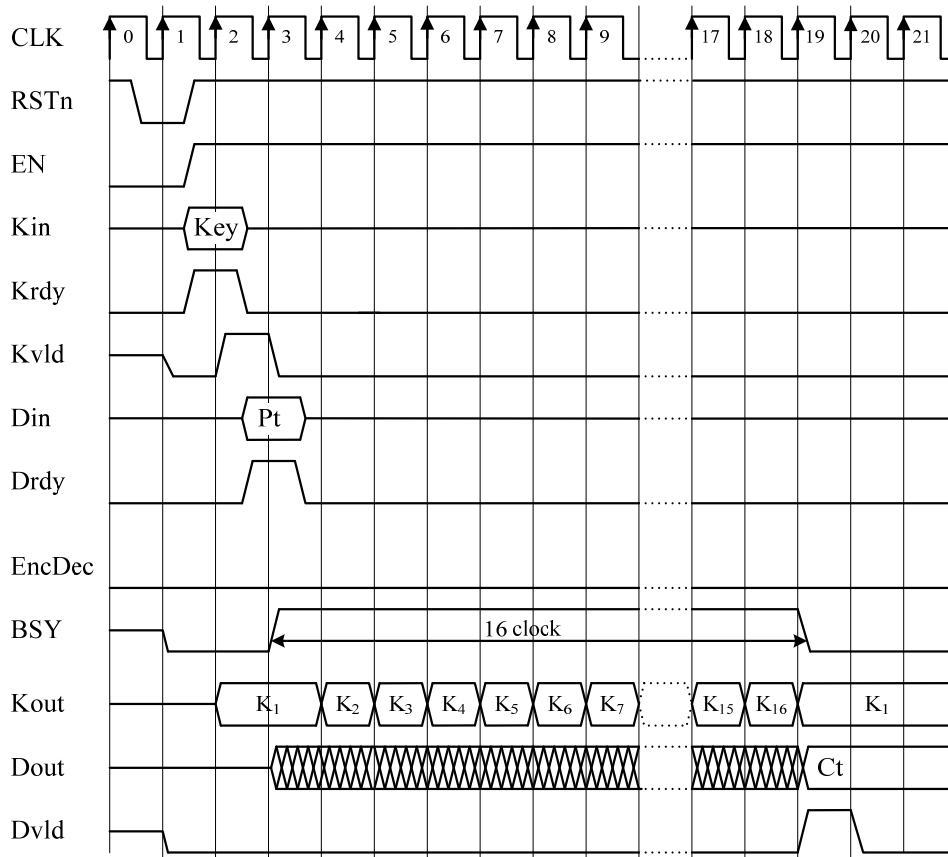 CLK 0 1 2 3 4 5 6 7 8 9 17 18 19 20 21
RSTn
EN
Kin Key
Krdy
Kvld
Din Pt
Drdy
EncDec
BSY 16 clock
Kout K₁ K₂ K₃ K₄ K₅ K₆ K₇ K₁₅ K₁₆ K₁
Dout Ct
Dvld